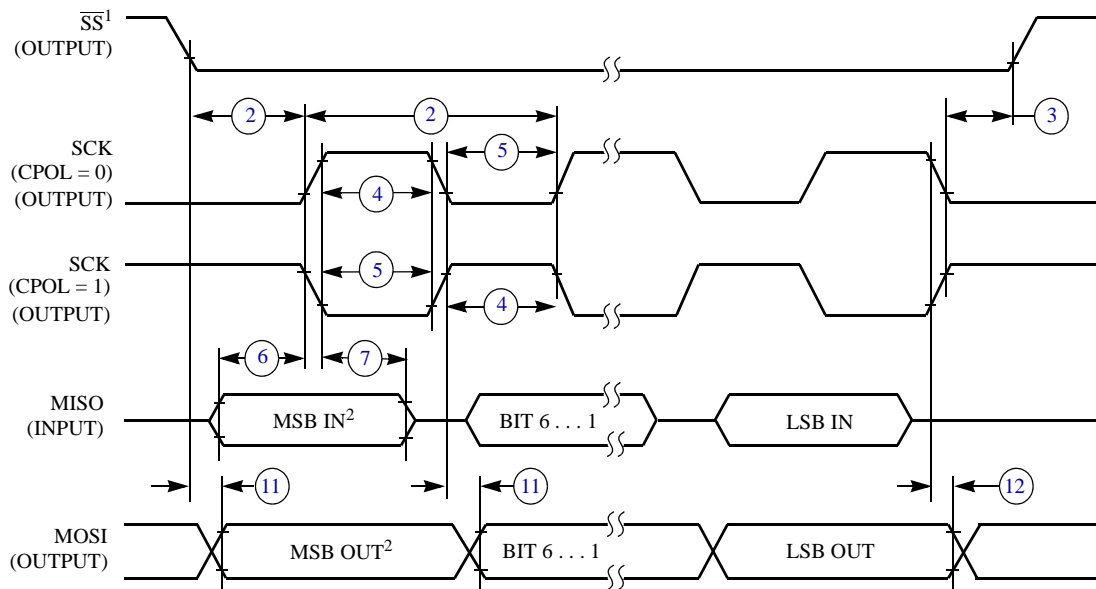 SS¹
(OUTPUT)
2
2
3
SCK
(CPOL = 0)
(OUTPUT)
5
4
SCK
(CPOL = 1)
(OUTPUT)
5
4
6
7
MISO
(INPUT)
MSB IN²
BIT 6 . . . 1
LSB IN
11
11
12
MOSI
(OUTPUT)
MSB OUT²
BIT 6 . . . 1
LSB OUT